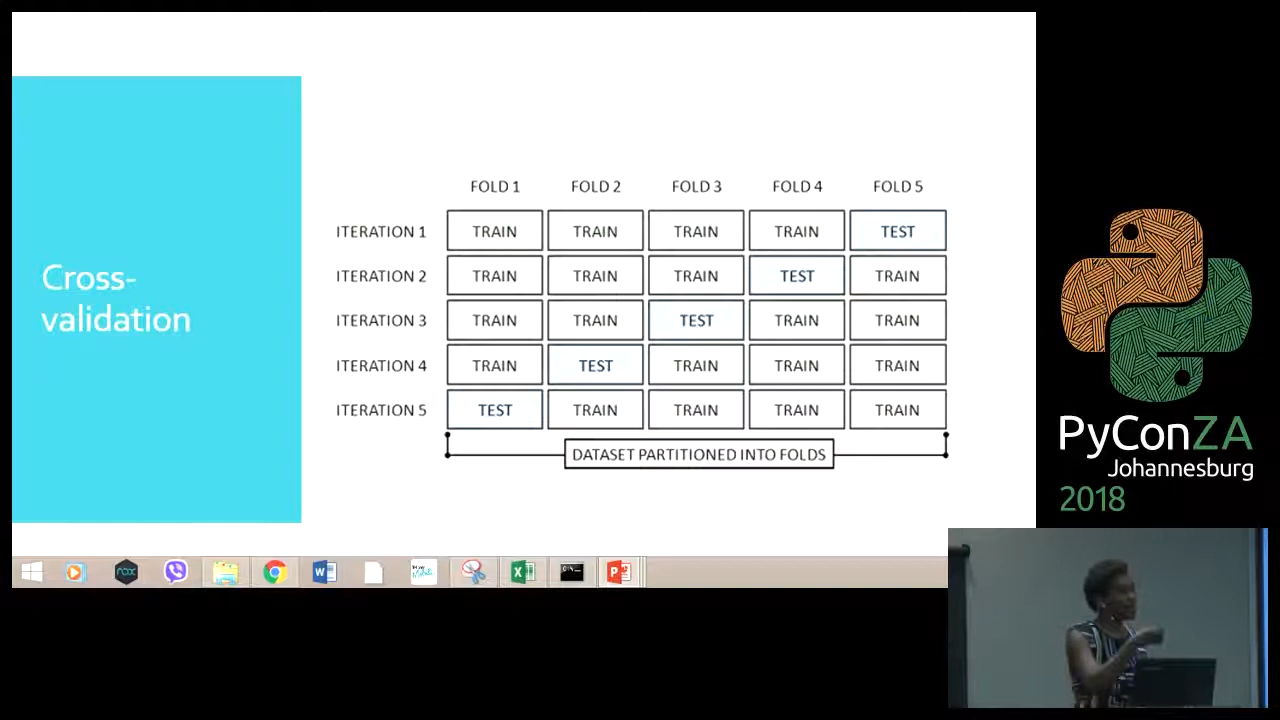 Cross-
validation
FOLD 1 FOLD 2 FOLD 3 FOLD 4 FOLD 5
ITERATION 1 TRAIN TRAIN TRAIN TRAIN TEST
ITERATION 2 TRAIN TRAIN TRAIN TEST TRAIN
ITERATION 3 TRAIN TRAIN TEST TRAIN TRAIN
ITERATION 4 TRAIN TEST TRAIN TRAIN TRAIN
ITERATION 5 TEST TRAIN TRAIN TRAIN TRAIN
DATASET PARTITIONED INTO FOLDS
PyConZA
Johannesburg
2018
nox